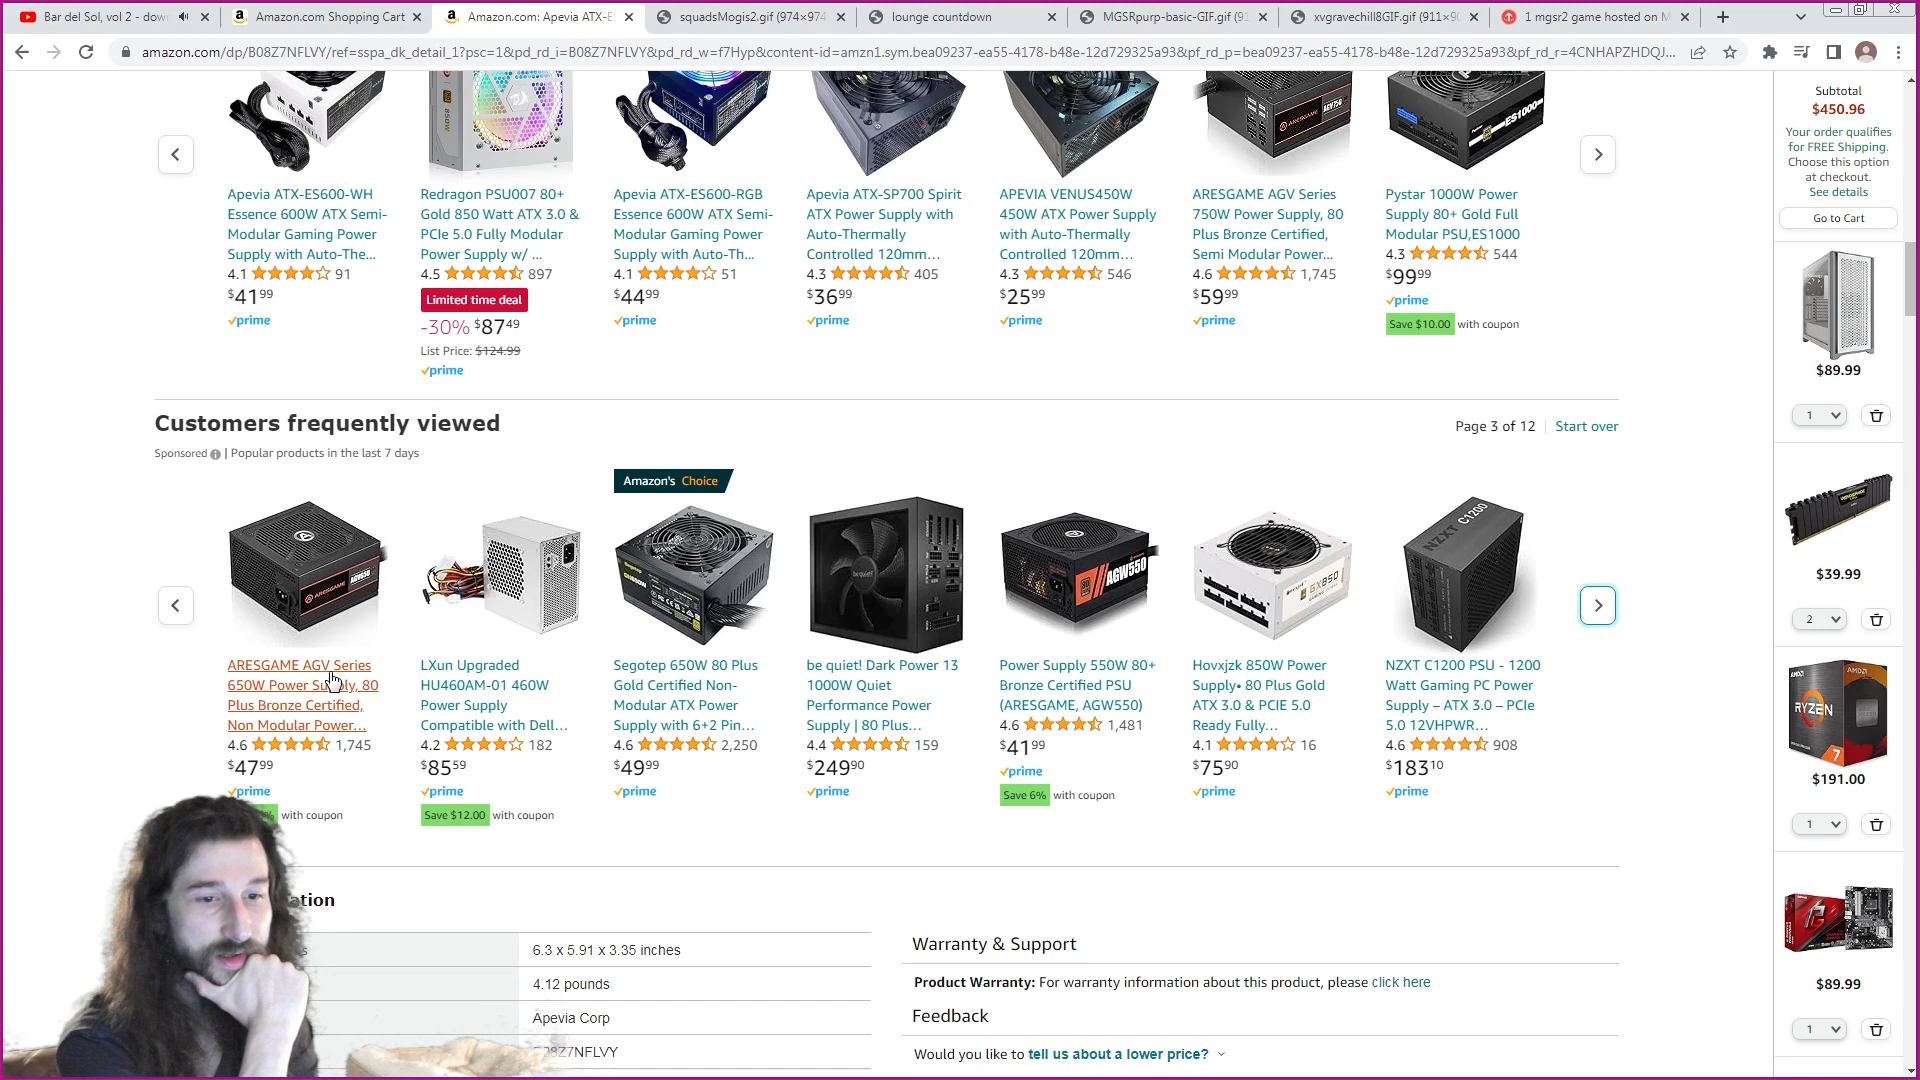 Bar del Sol, vol 2 - dow
Amazon.com Shopping Cart
Amazon.com: Apevia ATX-E
squadsMogis2.gif (974×974
lounge countdown
MGSRpurp-basic-GIF.gif (91
xvgravechill8GIF.gif (911×90
1 mgsr2 game hosted on M
amazon.com/dp/B08Z7NFLVY/ref=sspa_dk_detail_1?psc=1&pd_rd_i=B08Z7NFLVY&pd_rd_w=f7Hyp&content-id=amzn1.sym.bea09237-ea55-4178-b48e-12d729325a93&pf_rd_p=bea09237-ea55-4178-b48e-12d729325a93&pf_rd_r=4CNHAPZHDQJ...
850W
AGV750
ARESGAME
ES1000
Apevia ATX-ES600-WH
Essence 600W ATX Semi-
Modular Gaming Power
Supply with Auto-The...
4.1 91
$41.99
prime
Redragon PSU007 80+
Gold 850 Watt ATX 3.0 &
PCIe 5.0 Fully Modular
Power Supply w/ ...
4.5 897
Limited time deal
-30% $87.49
List Price: $124.99
prime
Apevia ATX-ES600-RGB
Essence 600W ATX Semi-
Modular Gaming Power
Supply with Auto-Th...
4.1 51
$44.99
prime
Apevia ATX-SP700 Spirit
ATX Power Supply with
Auto-Thermally
Controlled 120mm...
4.3 405
$36.99
prime
APEVIA VENUS450W
450W ATX Power Supply
with Auto-Thermally
Controlled 120mm...
4.3 546
$25.99
prime
ARESGAME AGV Series
750W Power Supply, 80
Plus Bronze Certified,
Semi Modular Power...
4.6 1,745
$59.99
prime
Pystar 1000W Power
Supply 80+ Gold Full
Modular PSU,ES1000
4.3 544
$99.99
prime
Save $10.00 with coupon
Customers frequently viewed
Page 3 of 12 | Start over
Sponsored | Popular products in the last 7 days
Amazon's Choice
ARESGAME AGV650
Segotep
be quiet!
AGW550
GX850
NZXT C1200
ARESGAME AGV Series
650W Power Supply, 80
Plus Bronze Certified,
Non Modular Power...
4.6 1,745
$47.99
prime
% with coupon
LXun Upgraded
HU460AM-01 460W
Power Supply
Compatible with Dell...
4.2 182
$85.59
prime
Save $12.00 with coupon
Segotep 650W 80 Plus
Gold Certified Non-
Modular ATX Power
Supply with 6+2 Pin...
4.6 2,250
$49.99
prime
be quiet! Dark Power 13
1000W Quiet
Performance Power
Supply | 80 Plus...
4.4 159
$249.90
prime
Power Supply 550W 80+
Bronze Certified PSU
(ARESGAME, AGW550)
4.6 1,481
$41.99
prime
Save 6% with coupon
Hovxjzk 850W Power
Supply• 80 Plus Gold
ATX 3.0 & PCIE 5.0
Ready Fully...
4.1 16
$75.90
prime
NZXT C1200 PSU - 1200
Watt Gaming PC Power
Supply – ATX 3.0 – PCIe
5.0 12VHPWR...
4.6 908
$183.10
prime
ation
s
6.3 x 5.91 x 3.35 inches
4.12 pounds
Apevia Corp
B08Z7NFLVY
Warranty & Support
Product Warranty: For warranty information about this product, please click here
Feedback
Would you like to tell us about a lower price?
Subtotal
$450.96
Your order qualifies
for FREE Shipping.
Choose this option
at checkout.
See details
Go to Cart
$89.99
1
VENGEANCE
$39.99
2
AMD
RYZEN
7
$191.00
1
$89.99
1